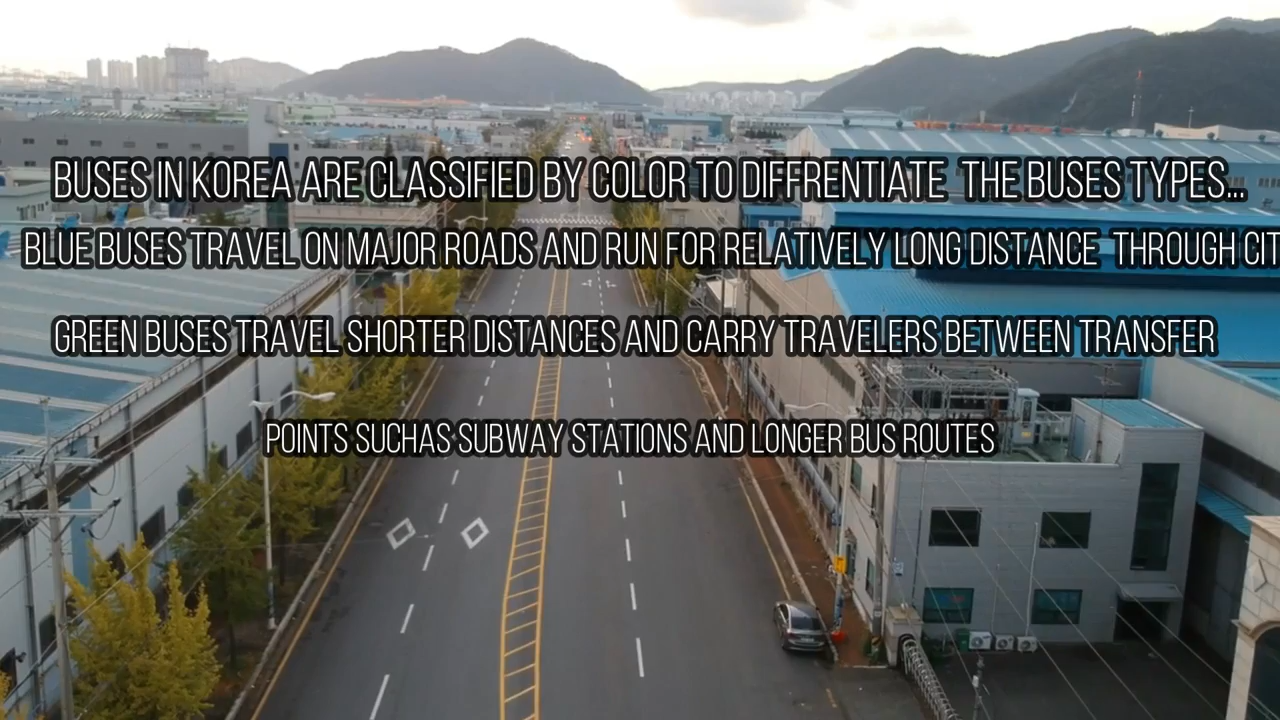 BUSES IN KOREA ARE CLASSIFIED BY COLOR TO DIFFRENTIATE THE BUSES TYPES...
BLUE BUSES TRAVEL ON MAJOR ROADS AND RUN FOR RELATIVELY LONG DISTANCE THROUGH CIT
GREEN BUSES TRAVEL SHORTER DISTANCES AND CARRY TRAVELERS BETWEEN TRANSFER
POINTS SUCHAS SUBWAY STATIONS AND LONGER BUS ROUTES